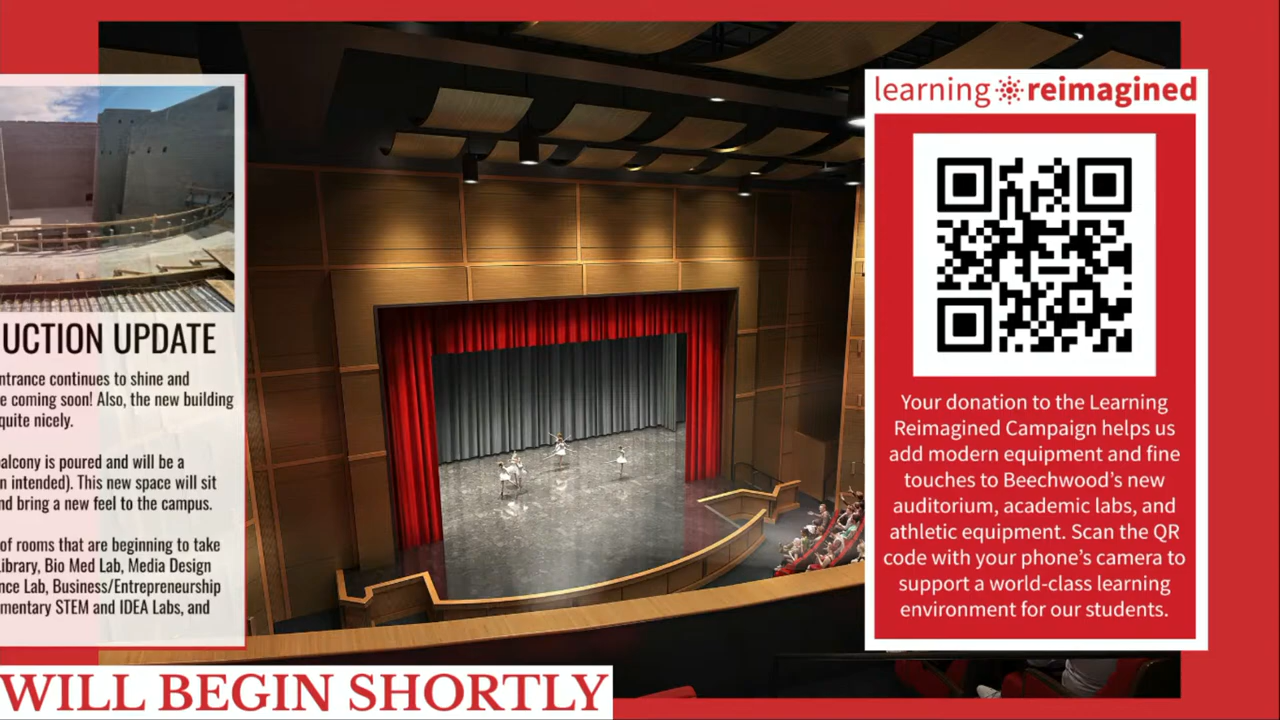 UCTION UPDATE
ntrance continues to shine and
e coming soon! Also, the new building
quite nicely.
alcony is poured and will be a
n intended). This new space will sit
nd bring a new feel to the campus.
of rooms that are beginning to take
ibrary, Bio Med Lab, Media Design
nce Lab, Business/Entrepreneurship
mentary STEM and IDEA Labs, and
WILL BEGIN SHORTLY
learning reimagined
Your donation to the Learning
Reimagined Campaign helps us
add modern equipment and fine
touches to Beechwood's new
auditorium, academic labs, and
athletic equipment. Scan the QR
code with your phone's camera to
support a world-class learning
environment for our students.